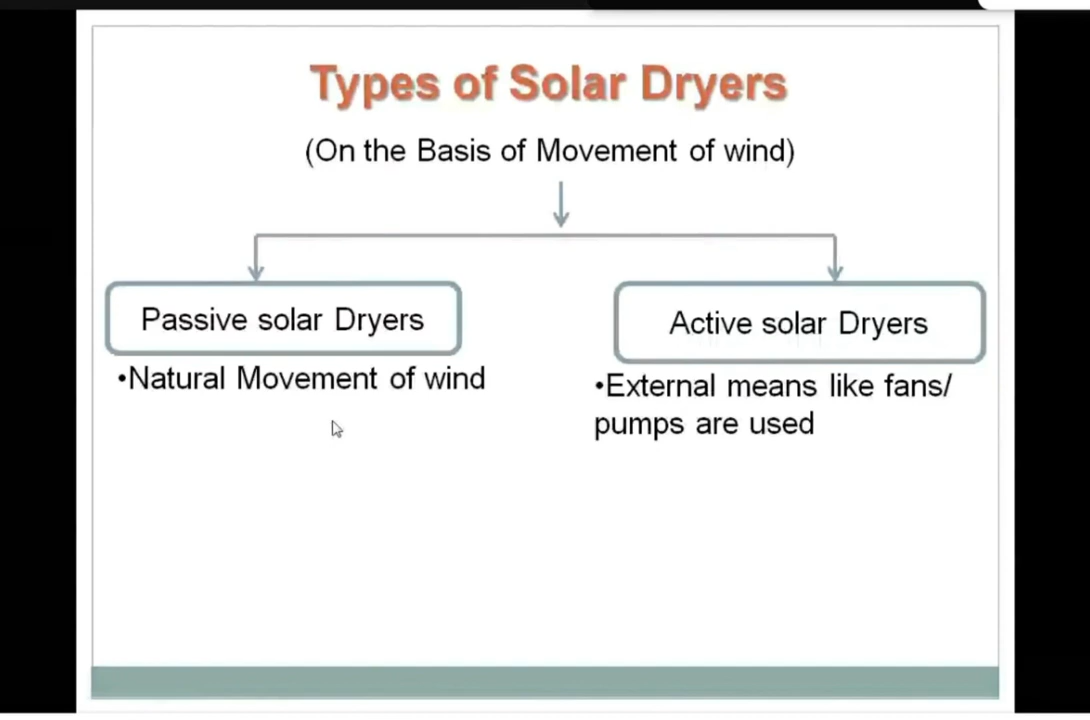 Types of Solar Dryers
(On the Basis of Movement of wind)
Passive solar Dryers
•Natural Movement of wind
Active solar Dryers
•External means like fans/
pumps are used